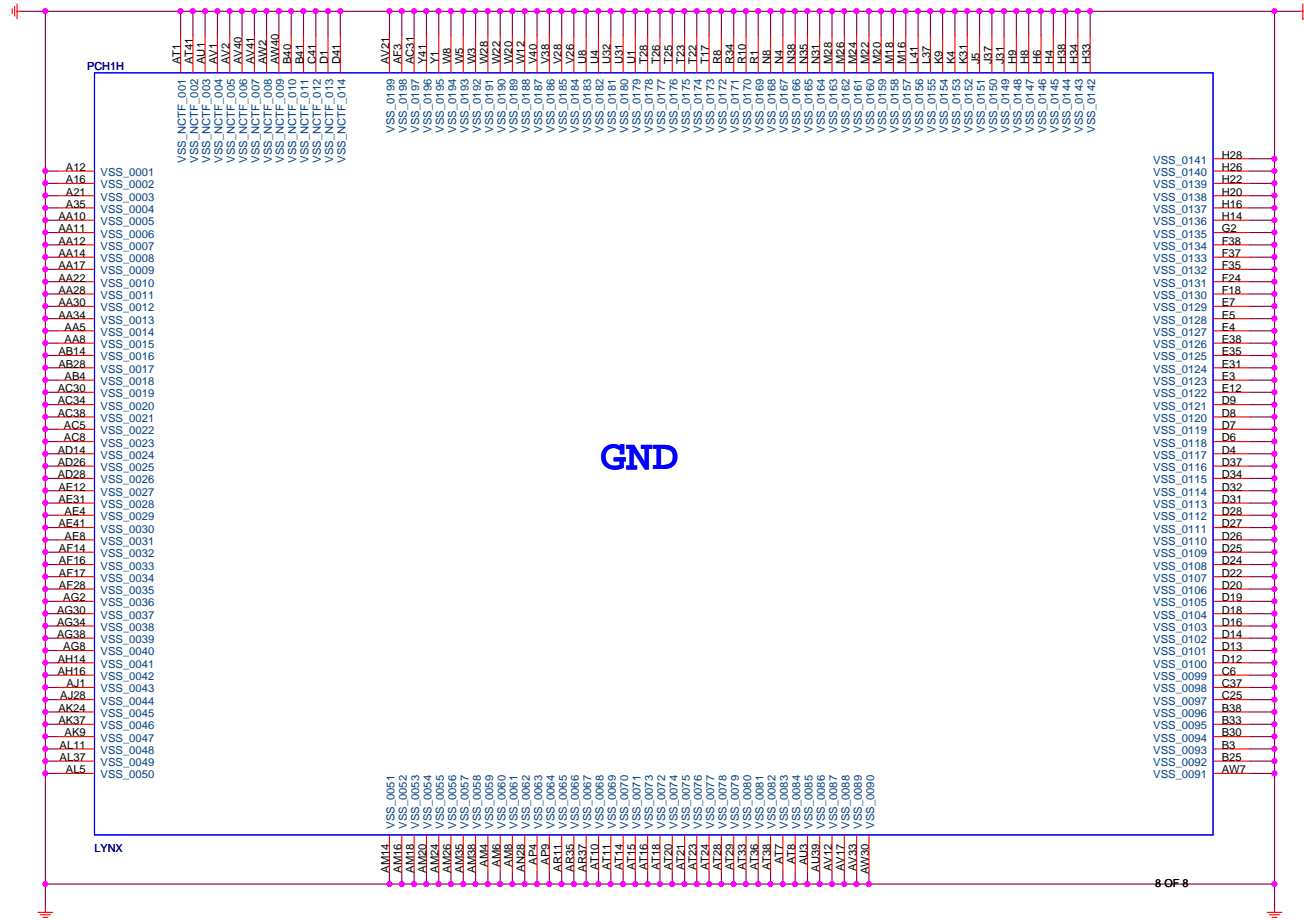 AT1 AT41 AU1 AV1 AV2 AV40 AV41 AW2 AW40 B40 B41 C41 D1 D41
AV21 AF3 AC31 Y41 Y1 W8 W5 W3 W28 W22 W20 W12 V40 V38 V28 V26 U8 U4 U32 U31 U1 T28 T26 T25 T23 T22 T17 R8 R34 R10 R1 N8 N4 N38 N35 N31 M28 M26 M24 M22 M20 M18 M16 L41 L37 K9 K4 K31 J5 J37 J31 H9 H8 H6 H4 H38 H34 H33
PCH1H
VSS_NCTF_001 VSS_NCTF_002 VSS_NCTF_003 VSS_NCTF_004 VSS_NCTF_005 VSS_NCTF_006 VSS_NCTF_007 VSS_NCTF_008 VSS_NCTF_009 VSS_NCTF_010 VSS_NCTF_011 VSS_NCTF_012 VSS_NCTF_013 VSS_NCTF_014
VSS_0199 VSS_0198 VSS_0197 VSS_0196 VSS_0195 VSS_0194 VSS_0193 VSS_0192 VSS_0191 VSS_0190 VSS_0189 VSS_0188 VSS_0187 VSS_0186 VSS_0185 VSS_0184 VSS_0183 VSS_0182 VSS_0181 VSS_0180 VSS_0179 VSS_0178 VSS_0177 VSS_0176 VSS_0175 VSS_0174 VSS_0173 VSS_0172 VSS_0171 VSS_0170 VSS_0169 VSS_0168 VSS_0167 VSS_0166 VSS_0165 VSS_0164 VSS_0163 VSS_0162 VSS_0161 VSS_0160 VSS_0159 VSS_0158 VSS_0157 VSS_0156 VSS_0155 VSS_0154 VSS_0153 VSS_0152 VSS_0151 VSS_0150 VSS_0149 VSS_0148 VSS_0147 VSS_0146 VSS_0145 VSS_0144 VSS_0143 VSS_0142
A12 VSS_0001
A16 VSS_0002
A21 VSS_0003
A35 VSS_0004
AA10 VSS_0005
AA11 VSS_0006
AA12 VSS_0007
AA14 VSS_0008
AA17 VSS_0009
AA22 VSS_0010
AA28 VSS_0011
AA30 VSS_0012
AA34 VSS_0013
AA5 VSS_0014
AA8 VSS_0015
AB14 VSS_0016
AB28 VSS_0017
AB4 VSS_0018
AC30 VSS_0019
AC34 VSS_0020
AC38 VSS_0021
AC5 VSS_0022
AC8 VSS_0023
AD14 VSS_0024
AD26 VSS_0025
AD28 VSS_0026
AE12 VSS_0027
AE31 VSS_0028
AE4 VSS_0029
AE41 VSS_0030
AE8 VSS_0031
AF14 VSS_0032
AF16 VSS_0033
AF17 VSS_0034
AF28 VSS_0035
AG2 VSS_0036
AG30 VSS_0037
AG34 VSS_0038
AG38 VSS_0039
AG8 VSS_0040
AH14 VSS_0041
AH16 VSS_0042
AJ1 VSS_0043
AJ28 VSS_0044
AK24 VSS_0045
AK37 VSS_0046
AK9 VSS_0047
AL11 VSS_0048
AL37 VSS_0049
AL5 VSS_0050
GND
VSS_0141 H28
VSS_0140 H26
VSS_0139 H22
VSS_0138 H20
VSS_0137 H16
VSS_0136 H14
VSS_0135 G2
VSS_0134 F38
VSS_0133 F37
VSS_0132 F35
VSS_0131 F24
VSS_0130 F18
VSS_0129 E7
VSS_0128 E5
VSS_0127 E4
VSS_0126 E38
VSS_0125 E35
VSS_0124 E31
VSS_0123 E3
VSS_0122 E12
VSS_0121 D9
VSS_0120 D8
VSS_0119 D7
VSS_0118 D6
VSS_0117 D4
VSS_0116 D37
VSS_0115 D34
VSS_0114 D32
VSS_0113 D31
VSS_0112 D28
VSS_0111 D27
VSS_0110 D26
VSS_0109 D25
VSS_0108 D24
VSS_0107 D22
VSS_0106 D20
VSS_0105 D19
VSS_0104 D18
VSS_0103 D16
VSS_0102 D14
VSS_0101 D13
VSS_0100 D12
VSS_0099 C6
VSS_0098 C37
VSS_0097 C25
VSS_0096 B38
VSS_0095 B33
VSS_0094 B30
VSS_0093 B3
VSS_0092 B25
VSS_0091 AW7
VSS_0051 VSS_0052 VSS_0053 VSS_0054 VSS_0055 VSS_0056 VSS_0057 VSS_0058 VSS_0059 VSS_0060 VSS_0061 VSS_0062 VSS_0063 VSS_0064 VSS_0065 VSS_0066 VSS_0067 VSS_0068 VSS_0069 VSS_0070 VSS_0071 VSS_0073 VSS_0072 VSS_0074 VSS_0075 VSS_0076 VSS_0077 VSS_0078 VSS_0079 VSS_0080 VSS_0081 VSS_0082 VSS_0083 VSS_0084 VSS_0085 VSS_0086 VSS_0087 VSS_0088 VSS_0089 VSS_0090
LYNX
AM14 AM16 AM18 AM20 AM24 AM26 AM35 AM38 AM4 AM6 AM8 AN28 AP4 AP9 AR11 AR35 AR37 AT10 AT11 AT14 AT15 AT16 AT18 AT20 AT21 AT23 AT24 AT28 AT29 AT33 AT36 AT38 AT7 AT8 AU3 AU39 AV12 AV17 AV33 AW30
8 OF 8